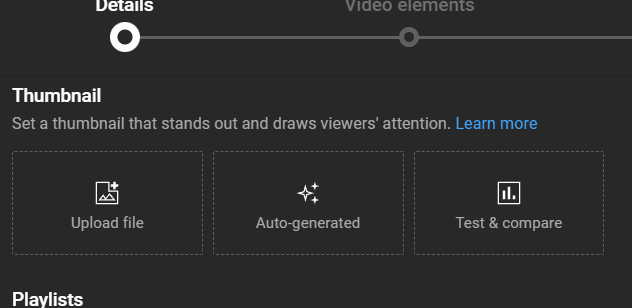 Details
Video elements
Thumbnail
Set a thumbnail that stands out and draws viewers' attention. Learn more
Upload file
Auto-generated
Test & compare
Playlists